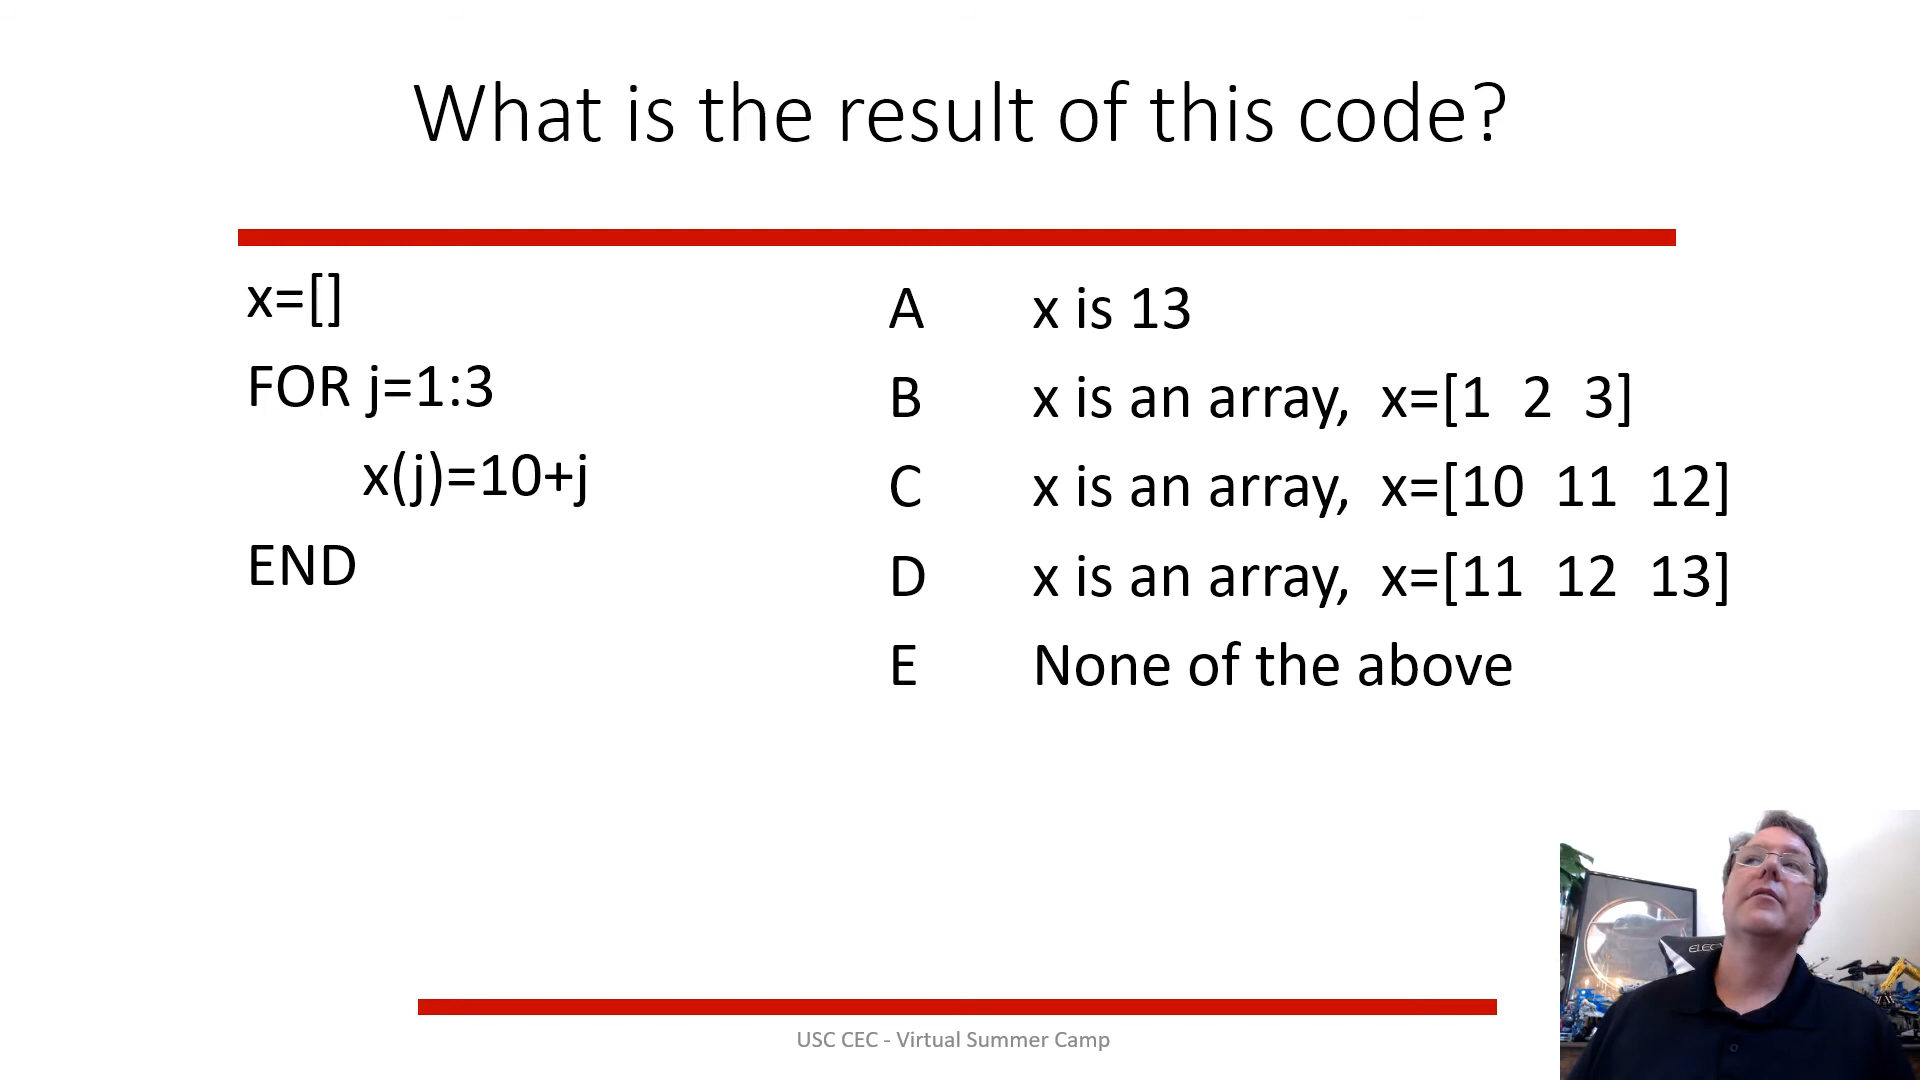 What is the result of this code?
x=[]
FOR j=1:3
x(j)=10+j
END
A x is 13
B x is an array, x=[1 2 3]
C x is an array, x=[10 11 12]
D x is an array, x=[11 12 13]
E None of the above
USC CEC - Virtual Summer Camp